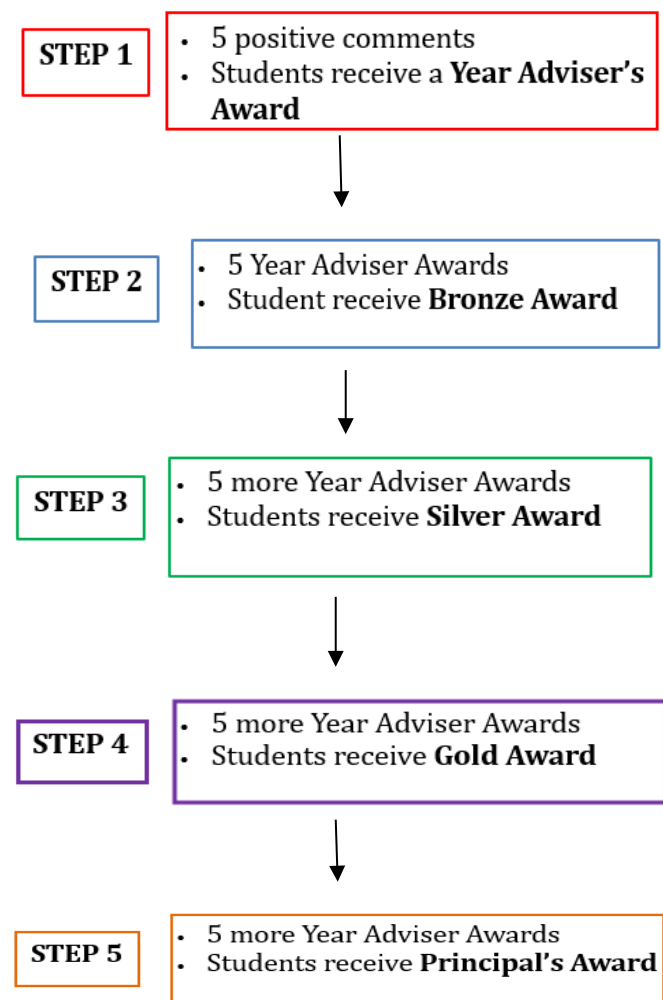 STEP 1
• 5 positive comments
• Students receive a Year Adviser's
Award
STEP 2
• 5 Year Adviser Awards
• Student receive Bronze Award
STEP 3
• 5 more Year Adviser Awards
• Students receive Silver Award
STEP 4
• 5 more Year Adviser Awards
• Students receive Gold Award
STEP 5
• 5 more Year Adviser Awards
• Students receive Principal's Award